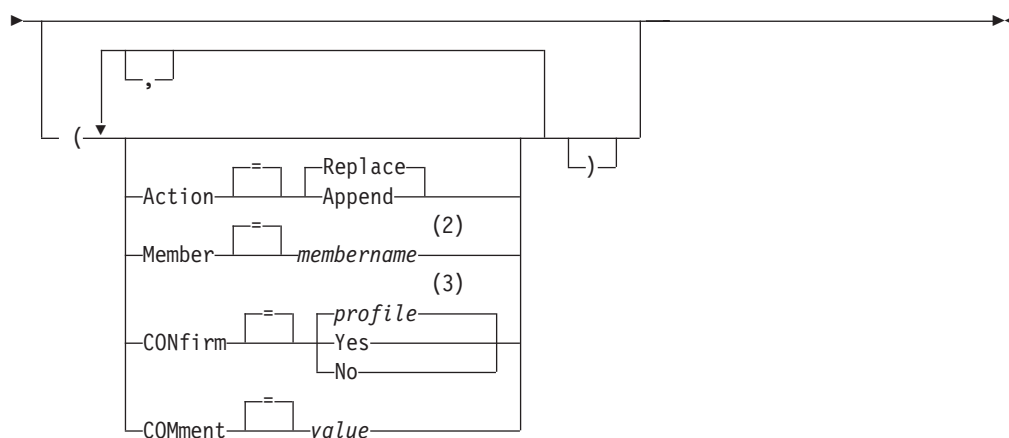 ,
(
)
=
Replace
Action
Append
(2)
=
Member
membername
(3)
=
profile
CONfirm
Yes
No
=
COMment
value